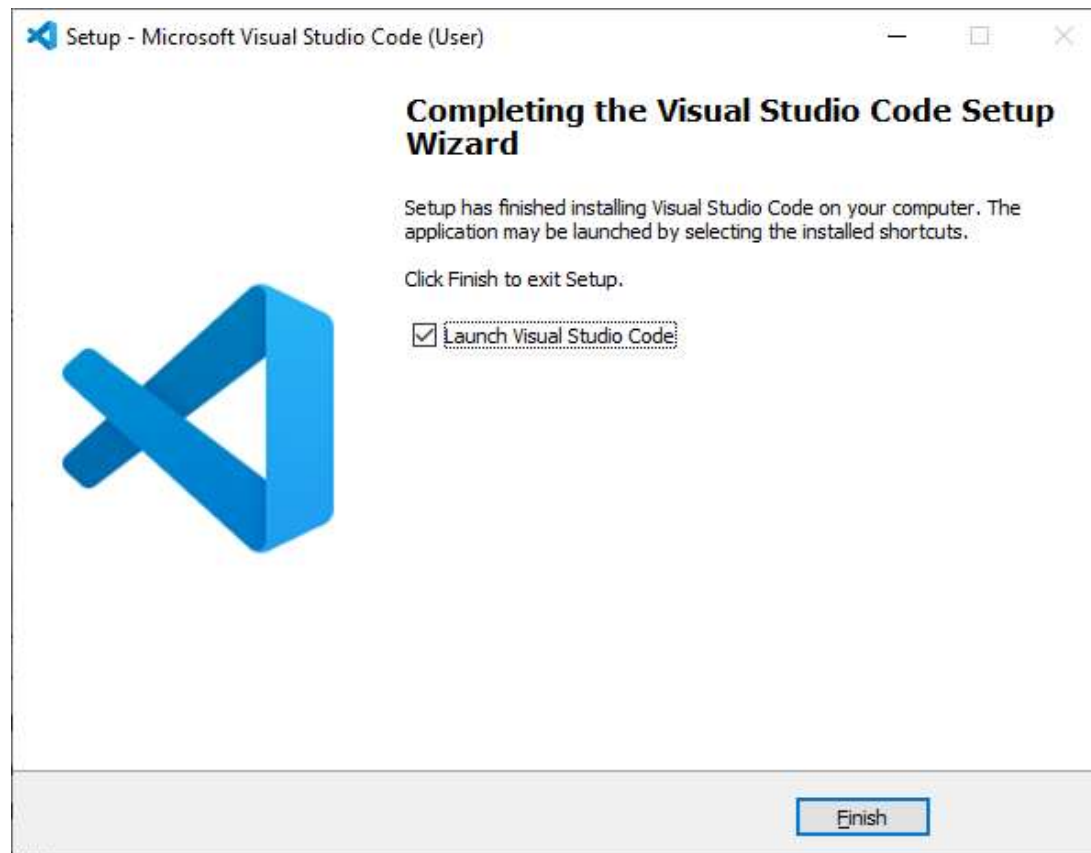 Setup - Microsoft Visual Studio Code (User)
Completing the Visual Studio Code Setup
Wizard
Setup has finished installing Visual Studio Code on your computer. The
application may be launched by selecting the installed shortcuts.
Click Finish to exit Setup.
Launch Visual Studio Code
Finish